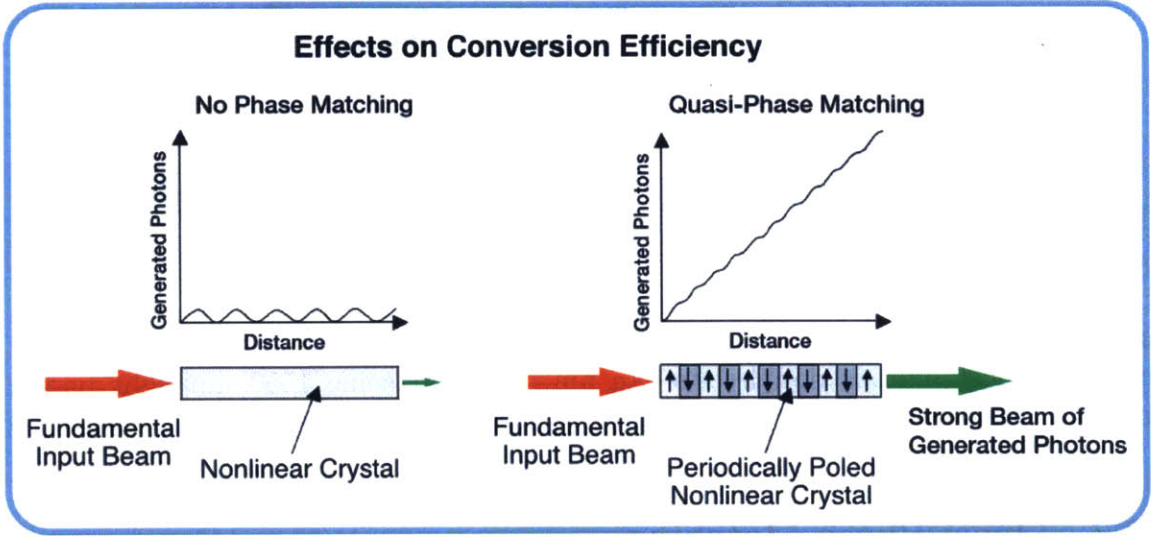 Effects on Conversion Efficiency
No Phase Matching
Generated Photons
Distance
Fundamental
Input Beam
Nonlinear Crystal
Quasi-Phase Matching
Generated Photons
Distance
Fundamental
Input Beam
Periodically Poled
Nonlinear Crystal
Strong Beam of
Generated Photons